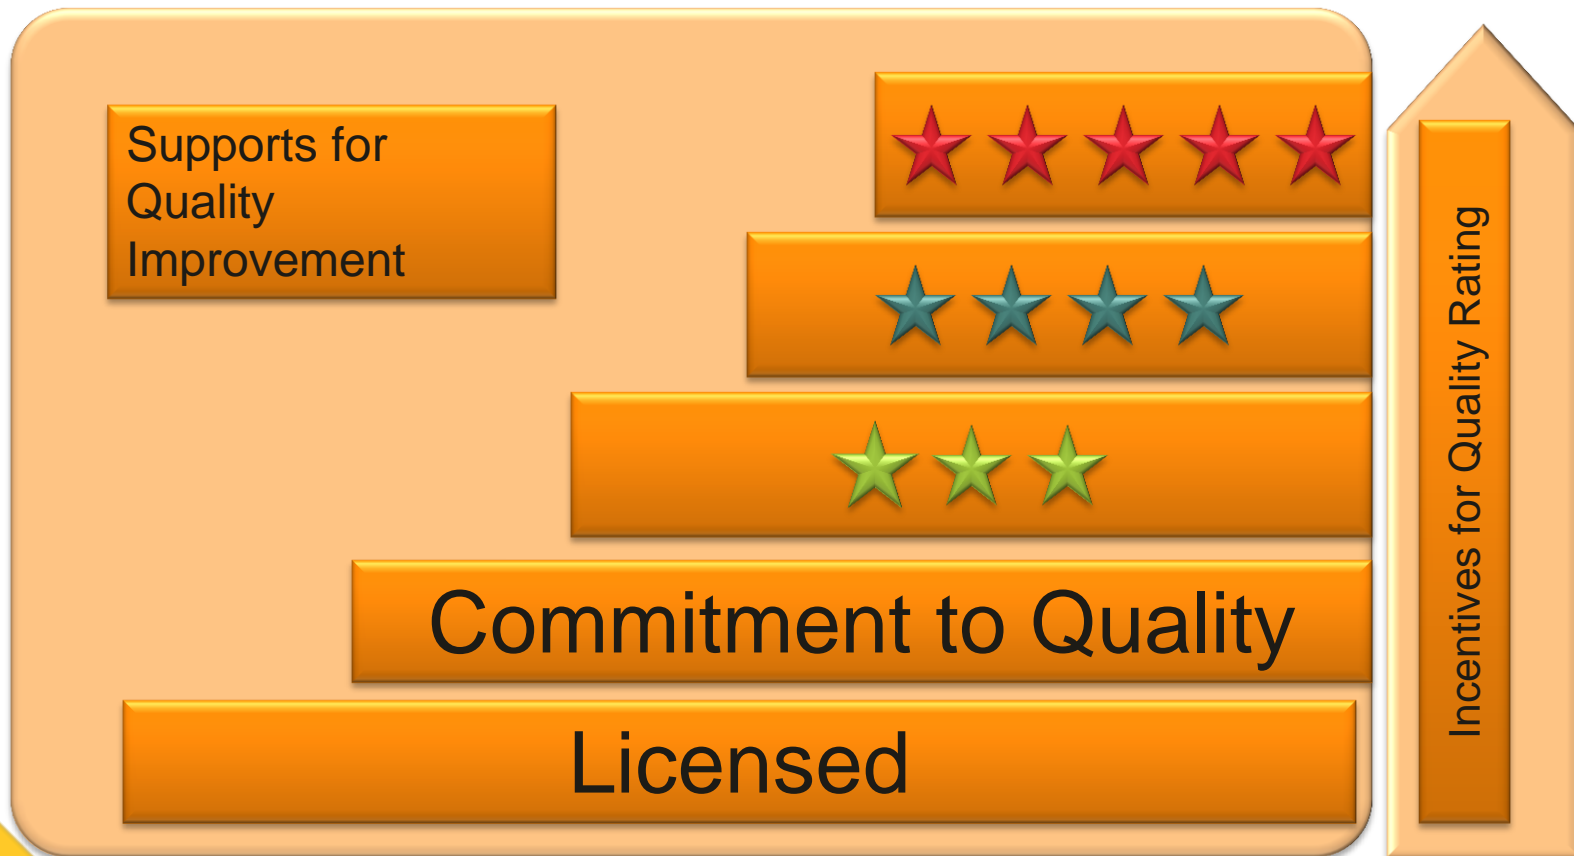 Supports for
Quality
Improvement
Commitment to Quality
Licensed
Incentives for Quality Rating